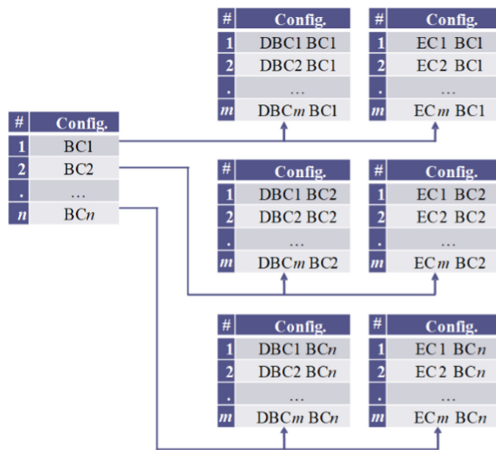 # Config.
1 BC1
2 BC2
. ...
n BCn
# Config.
1 DBC1 BC1
2 DBC2 BC1
. ...
m DBCm BC1
# Config.
1 EC1 BC1
2 EC2 BC1
. ...
m ECm BC1
# Config.
1 DBC1 BC2
2 DBC2 BC2
. ...
m DBCm BC2
# Config.
1 EC1 BC2
2 EC2 BC2
. ...
m ECm BC2
# Config.
1 DBC1 BCn
2 DBC2 BCn
. ...
m DBCm BCn
# Config.
1 EC1 BCn
2 EC2 BCn
. ...
m ECm BCn